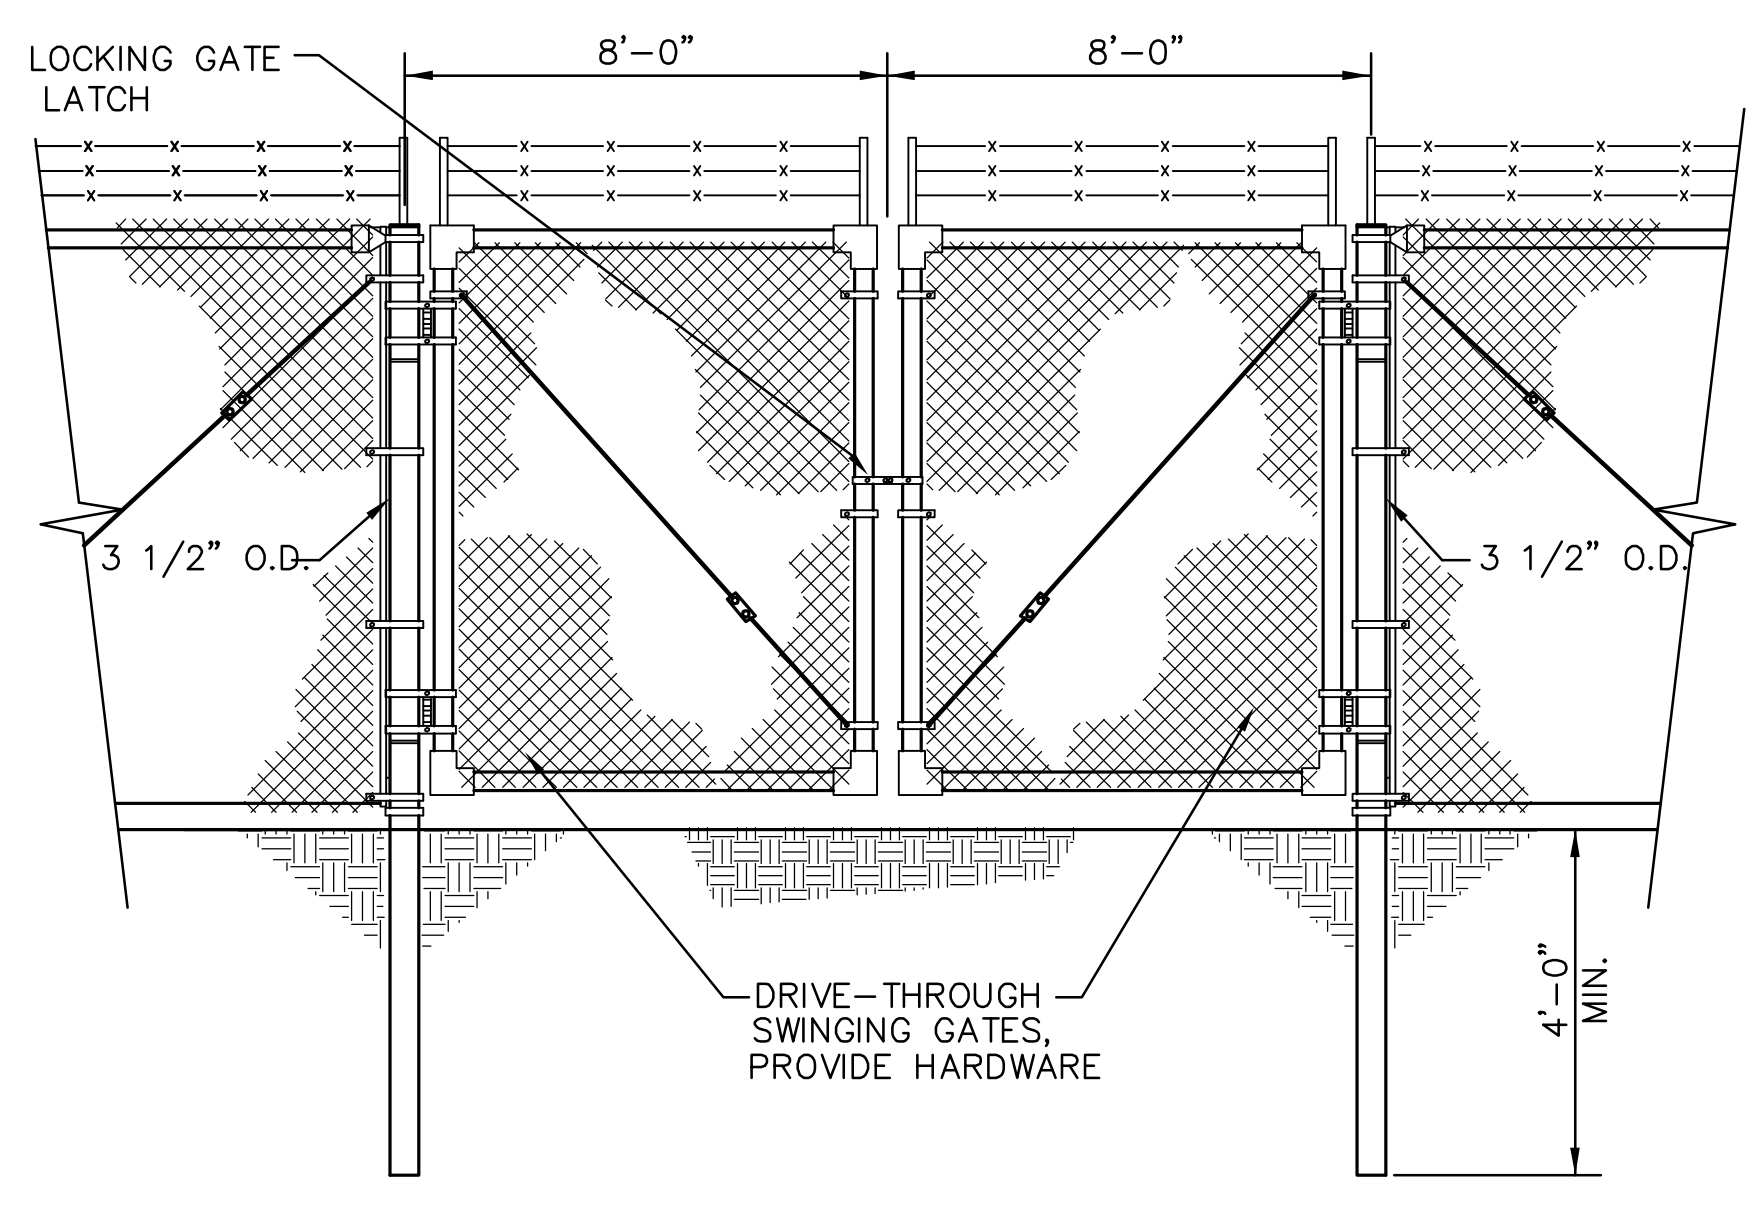 8'-0" 8'-0"
LOCKING GATE
LATCH
3 1/2" O.D. 3 1/2" O.D.
DRIVE-THROUGH
SWINGING GATES,
PROVIDE HARDWARE
4'-0"
MIN.